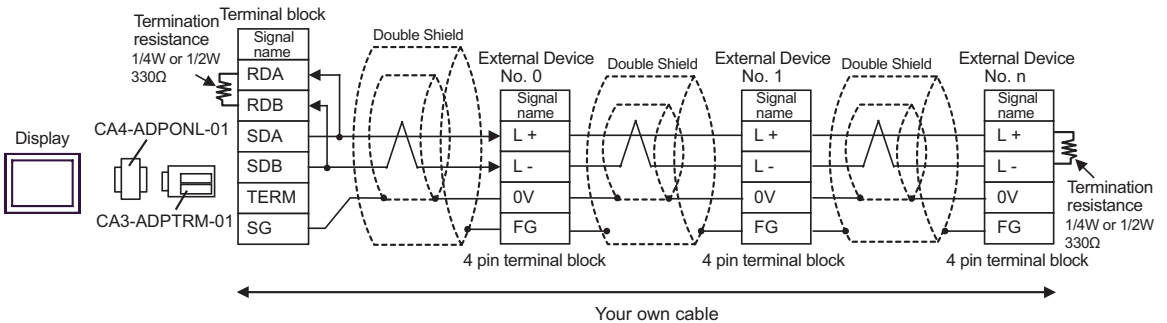 Display
CA4-ADPONL-01
CA3-ADPTRM-01
Termination
resistance
1/4W or 1/2W
330Ω
Terminal block
Signal
name
RDA
RDB
SDA
SDB
TERM
SG
Double Shield
External Device
No. 0
Signal
name
L +
L -
0V
FG
4 pin terminal block
Double Shield
External Device
No. 1
Signal
name
L +
L -
0V
FG
4 pin terminal block
Double Shield
External Device
No. n
Signal
name
L +
L -
0V
FG
4 pin terminal block
Termination
resistance
1/4W or 1/2W
330Ω
Your own cable